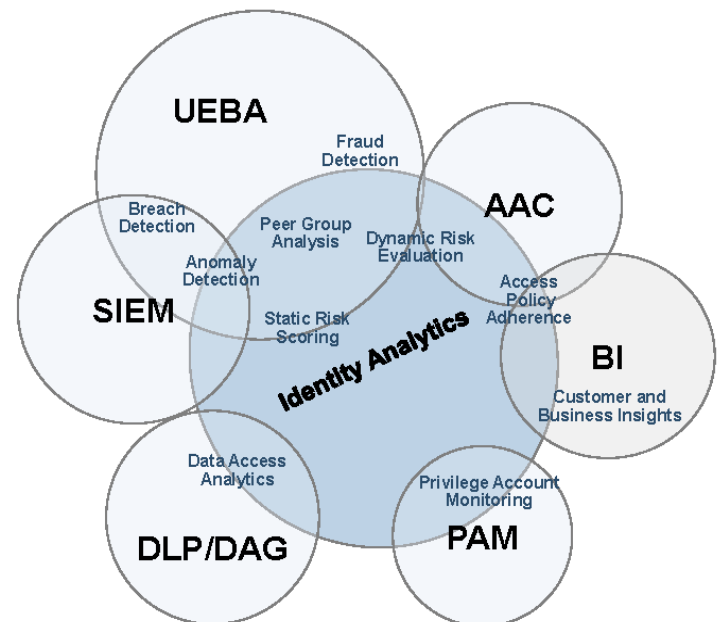 UEBA
Fraud
Detection
AAC
Breach
Detection
Peer Group
Analysis
Dynamic Risk
Evaluation
Anomaly
Detection
Access
Policy
Adherence
SIEM
Static Risk
Scoring
Identity Analytics
BI
Customer and
Business Insights
Data Access
Analytics
Privilege Account
Monitoring
DLP/DAG
PAM